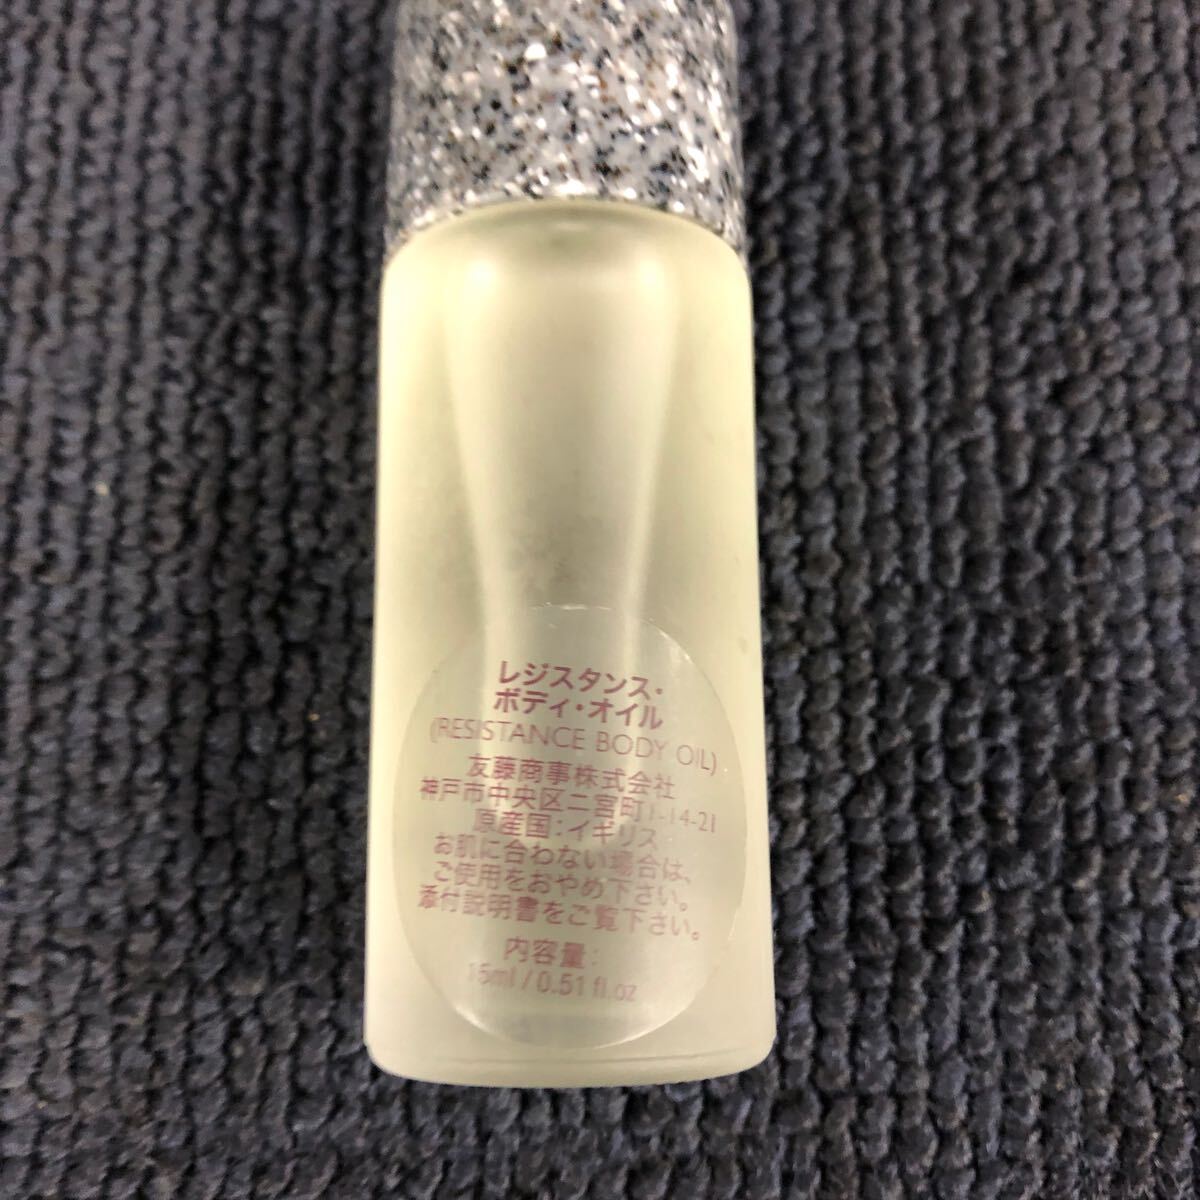 レジスタンス・
ボディ・オイル
(RESISTANCE BODY OIL)
友藤商事株式会社
神戸市中央区二宮町1-14-21
原産国:イギリス
お肌に合わない場合は、
ご使用をおやめ下さい。
添付説明書をご覧下さい。
内容量:
15ml / 0.51 fl.oz